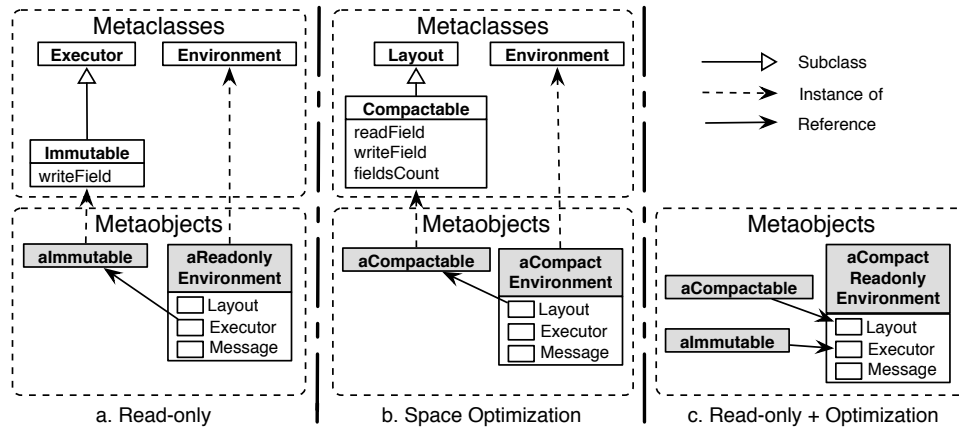 Metaclasses
Executor
Environment
Immutable
writeField
Metaobjects
aImmutable
aReadonly
Environment
Layout
Executor
Message
a. Read-only
Metaclasses
Layout
Environment
Compactable
readField
writeField
fieldsCount
Metaobjects
aCompactable
aCompact
Environment
Layout
Executor
Message
b. Space Optimization
Subclass
Instance of
Reference
Metaobjects
aCompactable
aImmutable
aCompact
Readonly
Environment
Layout
Executor
Message
c. Read-only + Optimization